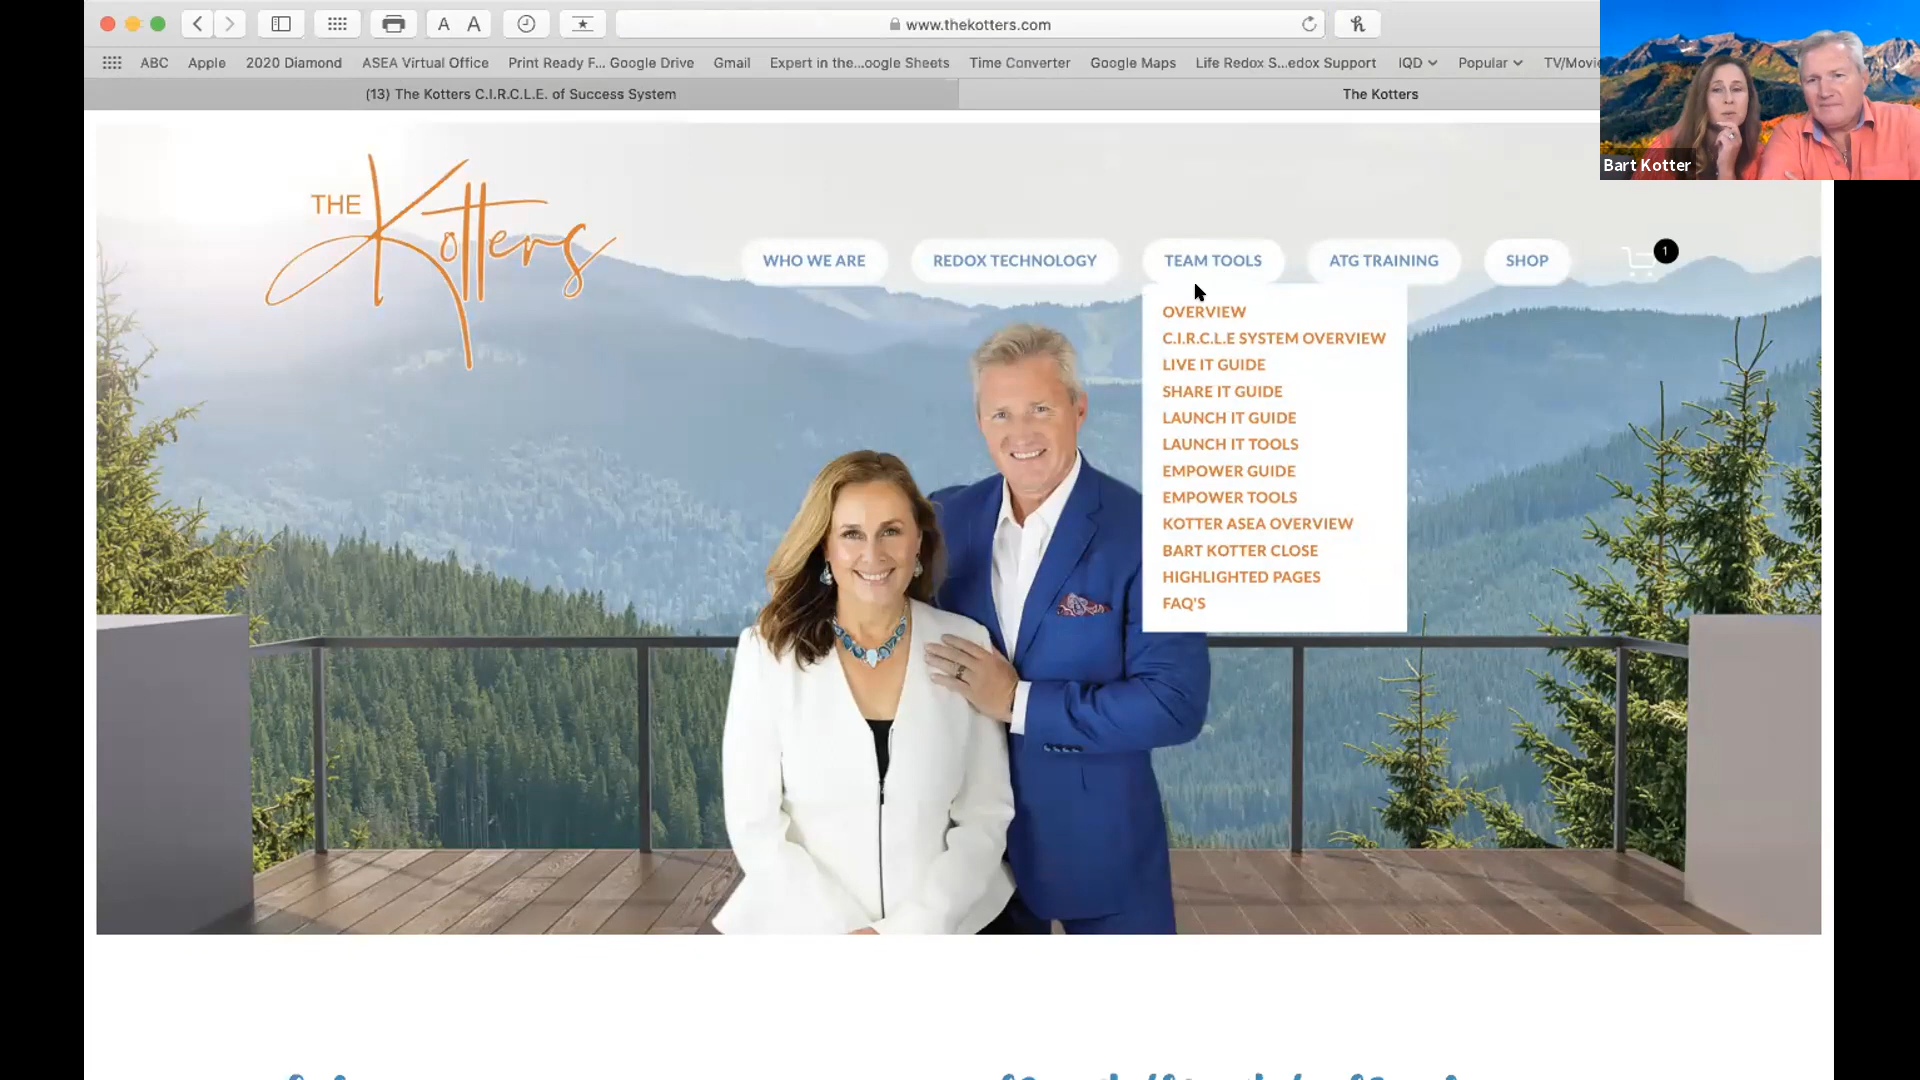 A A
www.thekotters.com
ABC Apple 2020 Diamond ASEA Virtual Office Print Ready F... Google Drive Gmail Expert in the...oogle Sheets Time Converter Google Maps Life Redox S...edox Support IQD Popular TV/Movie
(13) The Kotters C.I.R.C.L.E. of Success System
The Kotters
Bart Kotter
THE
Kotters
WHO WE ARE
REDOX TECHNOLOGY
TEAM TOOLS
ATG TRAINING
SHOP
1
OVERVIEW
C.I.R.C.L.E SYSTEM OVERVIEW
LIVE IT GUIDE
SHARE IT GUIDE
LAUNCH IT GUIDE
LAUNCH IT TOOLS
EMPOWER GUIDE
EMPOWER TOOLS
KOTTER ASEA OVERVIEW
BART KOTTER CLOSE
HIGHLIGHTED PAGES
FAQ'S